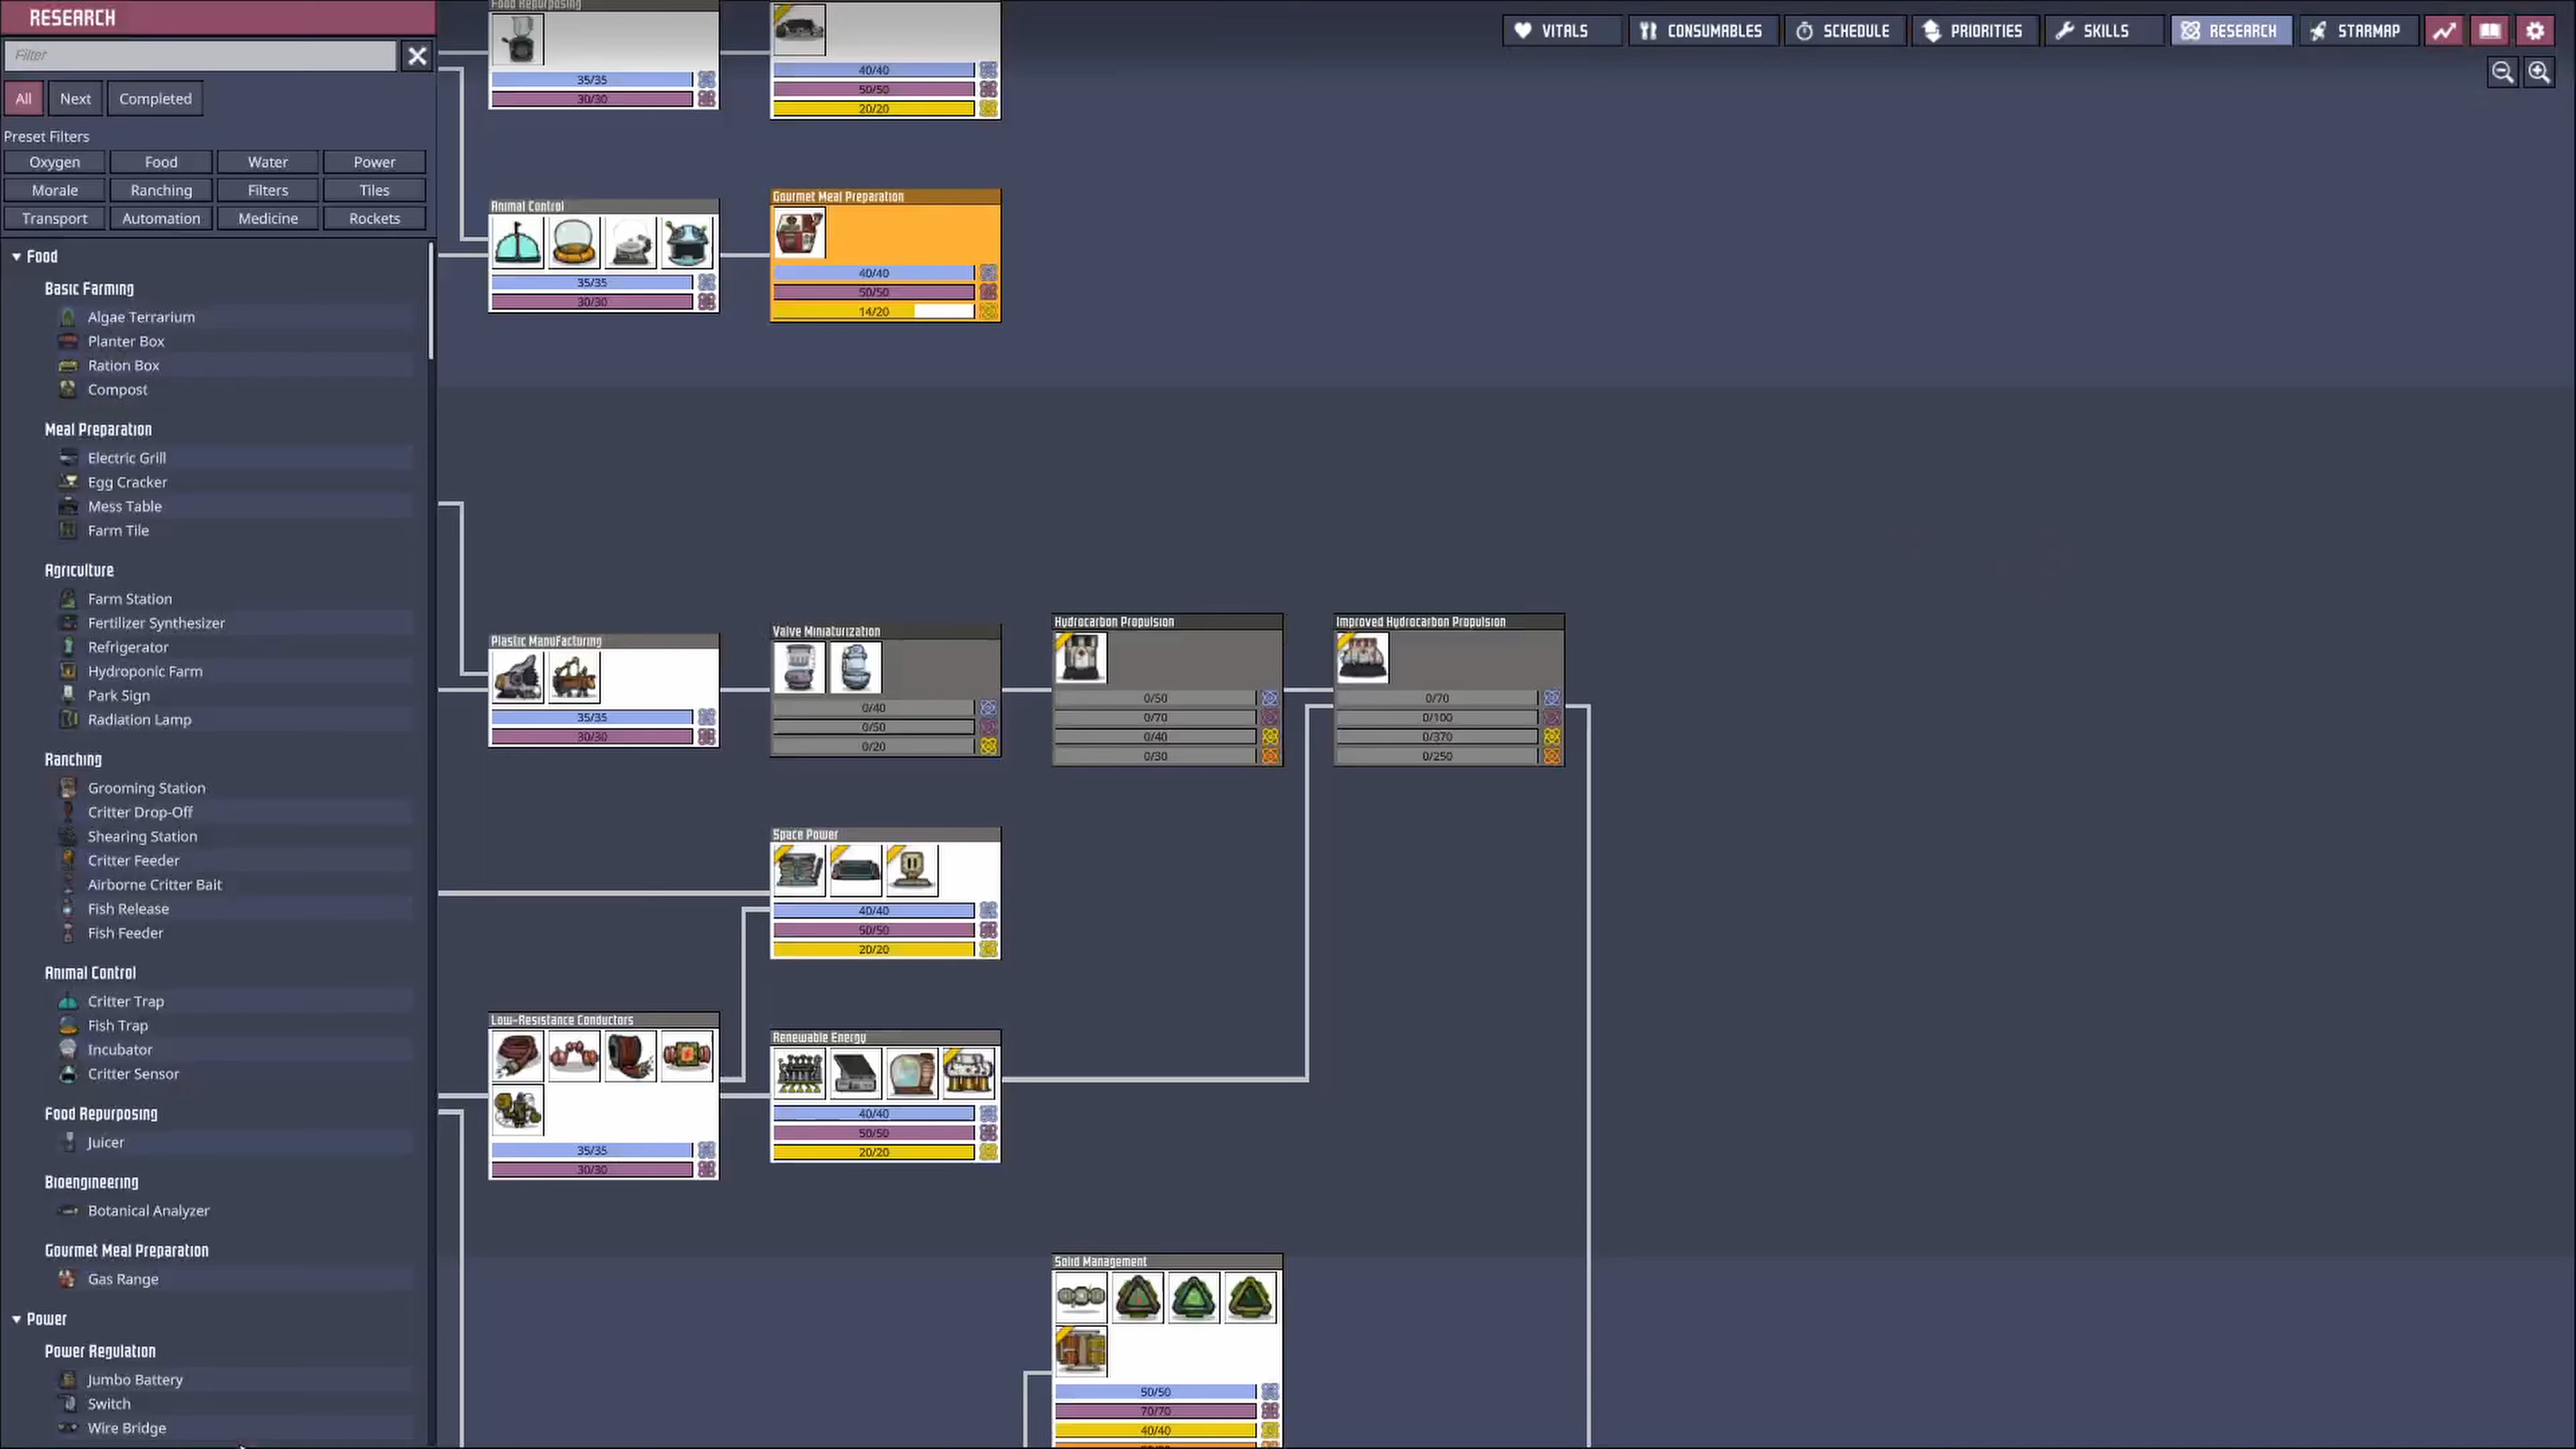 RESEARCH
Filter
All Next Completed
Preset Filters
Oxygen Food Water Power
Morale Ranching Filters Tiles
Transport Automation Medicine Rockets
Food
Basic Farming
Algae Terrarium
Planter Box
Ration Box
Compost
Meal Preparation
Electric Grill
Egg Cracker
Mess Table
Farm Tile
Agriculture
Farm Station
Fertilizer Synthesizer
Refrigerator
Hydroponic Farm
Park Sign
Radiation Lamp
Ranching
Grooming Station
Critter Drop-Off
Shearing Station
Critter Feeder
Airborne Critter Bait
Fish Release
Fish Feeder
Animal Control
Critter Trap
Fish Trap
Incubator
Critter Sensor
Food Repurposing
Juicer
Bioengineering
Botanical Analyzer
Gourmet Meal Preparation
Gas Range
Power
Power Regulation
Jumbo Battery
Switch
Wire Bridge
VITALS CONSUMABLES SCHEDULE PRIORITIES SKILLS RESEARCH STARMAP
Food Repurposing
35/35
30/30
40/40
50/50
20/20
Animal Control
35/35
30/30
Gourmet Meal Preparation
40/40
50/50
14/20
Plastic Manufacturing
35/35
30/30
Valve Miniaturization
0/40
0/50
0/20
Hydrocarbon Propulsion
0/50
0/70
0/40
0/30
Improved Hydrocarbon Propulsion
0/70
0/100
0/370
0/250
Space Power
40/40
50/50
20/20
Low-Resistance Conductors
35/35
30/30
Renewable Energy
40/40
50/50
20/20
Solid Management
50/50
70/70
40/40